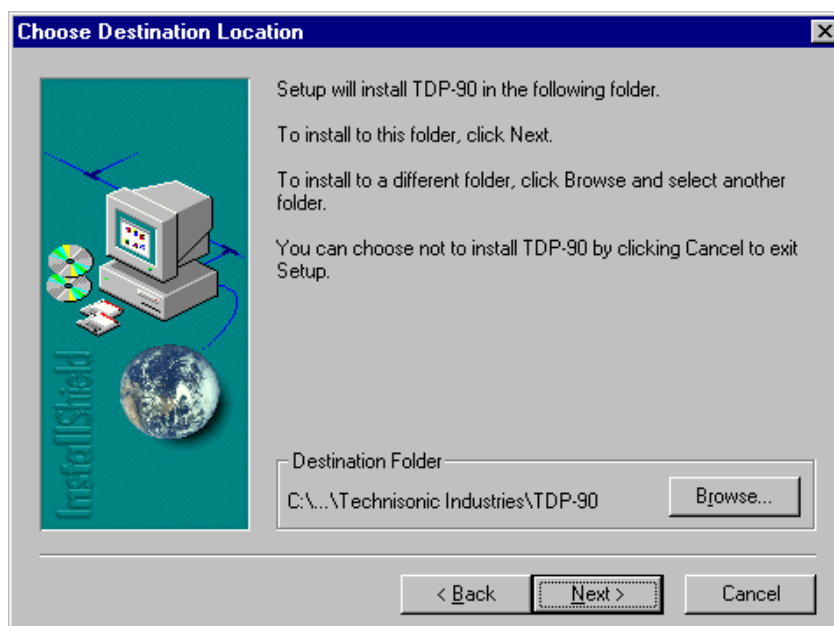 Choose Destination Location
Setup will install TDP-90 in the following folder.
To install to this folder, click Next.
To install to a different folder, click Browse and select another
folder.
You can choose not to install TDP-90 by clicking Cancel to exit
Setup.
InstallShield
Destination Folder
C:\...\Technisonic Industries\TDP-90
Browse...
< Back
Next >
Cancel